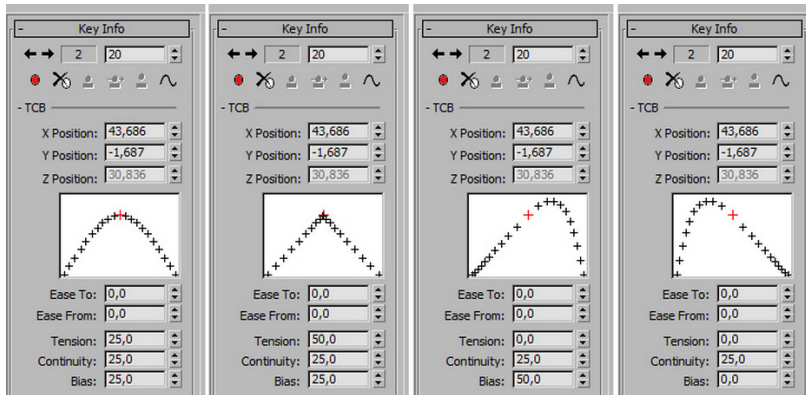 - Key Info
2 20
- TCB
X Position: 43,686
Y Position: -1,687
Z Position: 30,836
Ease To: 0,0
Ease From: 0,0
Tension: 25,0
Continuity: 25,0
Bias: 25,0
- Key Info
2 20
- TCB
X Position: 43,686
Y Position: -1,687
Z Position: 30,836
Ease To: 0,0
Ease From: 0,0
Tension: 50,0
Continuity: 25,0
Bias: 25,0
- Key Info
2 20
- TCB
X Position: 43,686
Y Position: -1,687
Z Position: 30,836
Ease To: 0,0
Ease From: 0,0
Tension: 0,0
Continuity: 25,0
Bias: 50,0
- Key Info
2 20
- TCB
X Position: 43,686
Y Position: -1,687
Z Position: 30,836
Ease To: 0,0
Ease From: 0,0
Tension: 0,0
Continuity: 25,0
Bias: 0,0